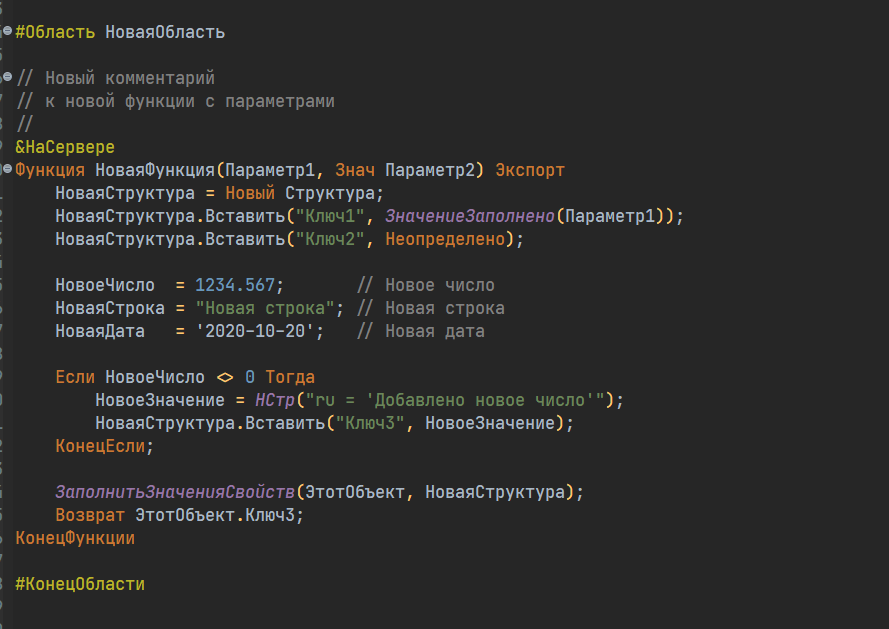 #Область НоваяОбласть
// Новый комментарий
// к новой функции с параметрами
//
&НаСервере
Функция НоваяФункция(Параметр1, Знач Параметр2) Экспорт
    НоваяСтруктура = Новый Структура;
    НоваяСтруктура.Вставить("Ключ1", ЗначениеЗаполнено(Параметр1));
    НоваяСтруктура.Вставить("Ключ2", Неопределено);
    НовоеЧисло  = 1234.567;       // Новое число
    НоваяСтрока = "Новая строка"; // Новая строка
    НоваяДата   = '2020-10-20';   // Новая дата
    Если НовоеЧисло <> 0 Тогда
        НовоеЗначение = НСтр("ru = 'Добавлено новое число'");
        НоваяСтруктура.Вставить("Ключ3", НовоеЗначение);
    КонецЕсли;
    ЗаполнитьЗначенияСвойств(ЭтотОбъект, НоваяСтруктура);
    Возврат ЭтотОбъект.Ключ3;
КонецФункции
#КонецОбласти